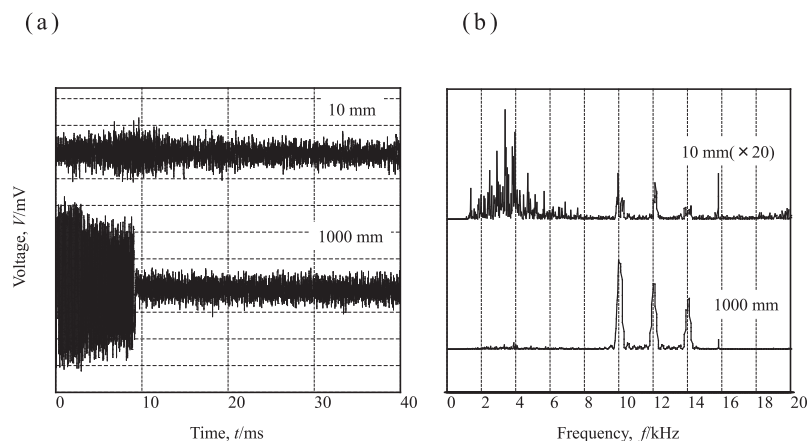 (a)
(b)
10 mm
1000 mm
Voltage, V/mV
0 10 20 30 40
Time, t/ms
10 mm(×20)
1000 mm
0 2 4 6 8 10 12 14 16 18 20
Frequency, f/kHz